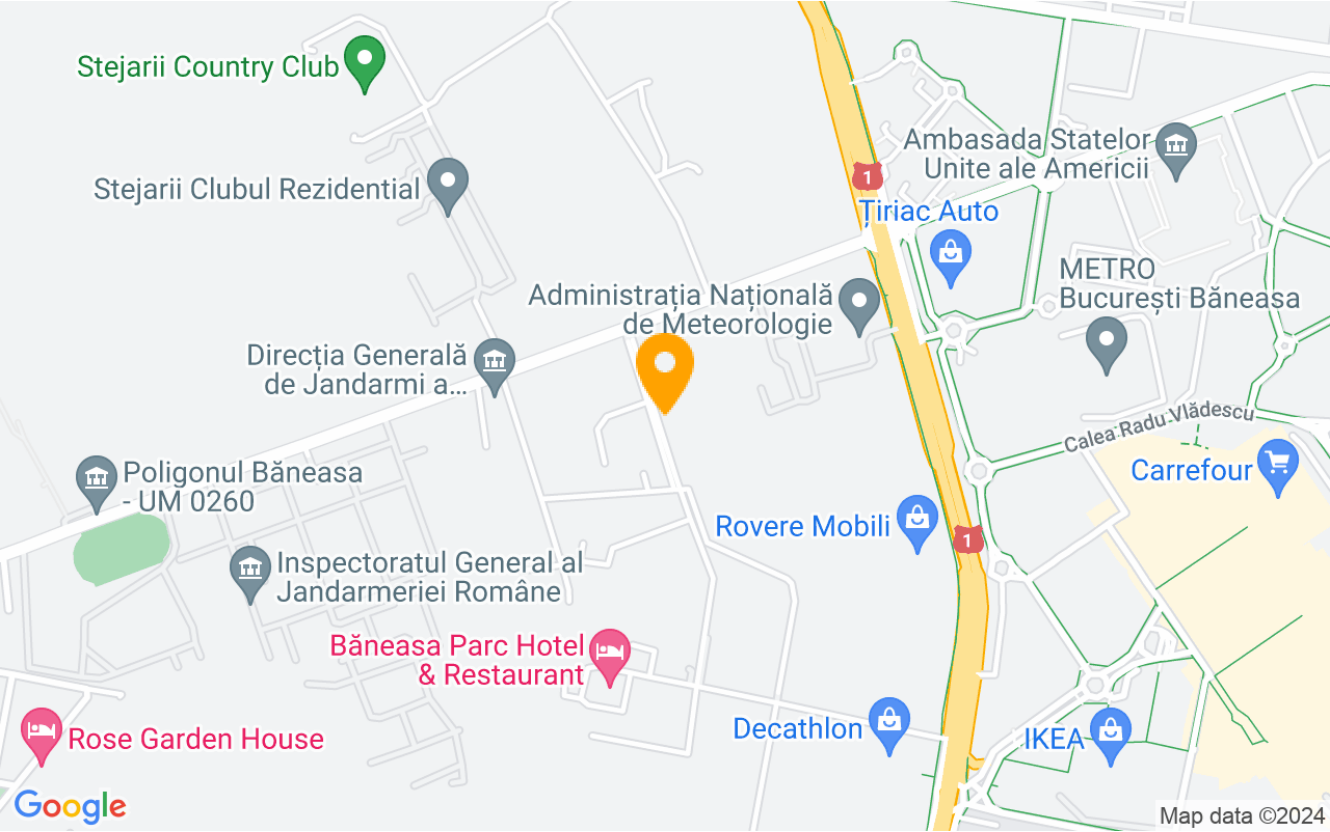 Stejarii Country Club
Ambasada Statelor
Unite ale Americii
1
Stejarii Clubul Rezidential
Țiriac Auto
METRO
București Băneasa
Administrația Națională
de Meteorologie
Direcția Generală
de Jandarmi a...
Calea Radu Vlădescu
Carrefour
Poligonul Băneasa
- UM 0260
Rovere Mobili
1
Inspectoratul General al
Jandarmeriei Române
Băneasa Parc Hotel
& Restaurant
Decathlon
IKEA
Rose Garden House
Google
Map data ©2024